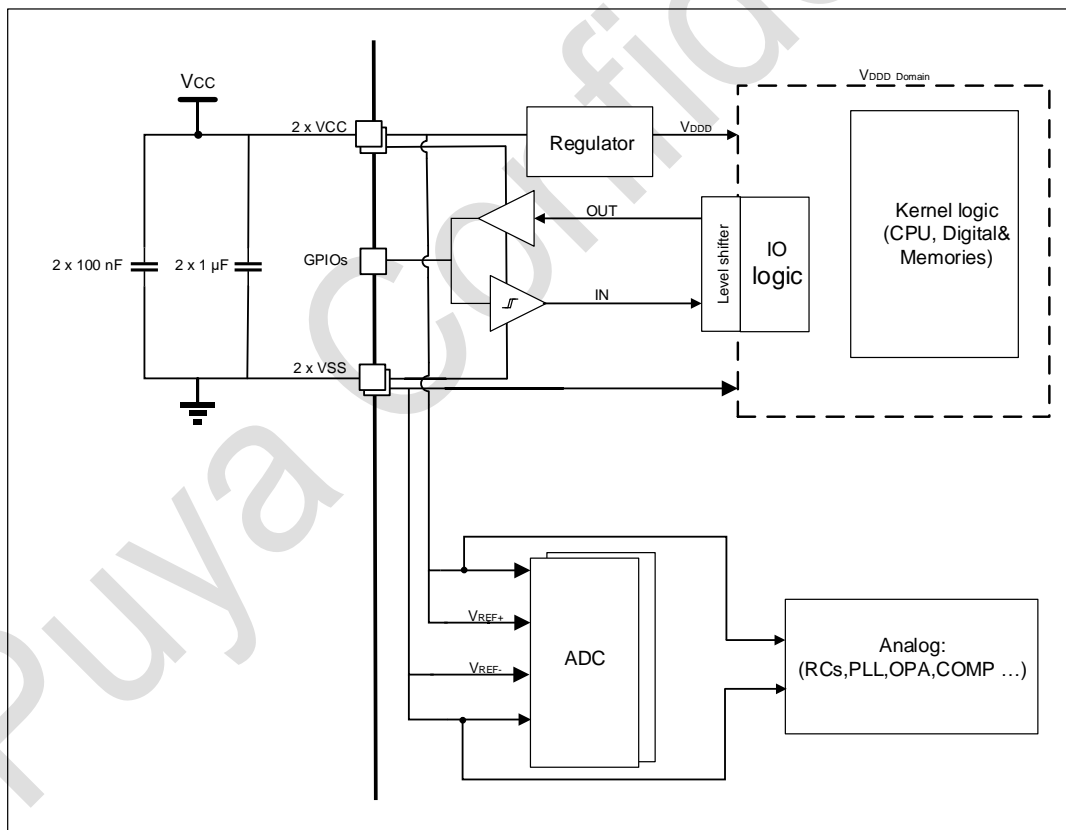 Puya Confide
VCC
VDDD Domain
2 x VCC
Regulator
VDDD
OUT
Kernel logic
(CPU, Digital&
Memories)
2 x 100 nF
2 x 1 µF
GPIOs
Level shifter
IO
logic
IN
2 x VSS
VREF+
VREF-
ADC
Analog:
(RCs,PLL,OPA,COMP …)